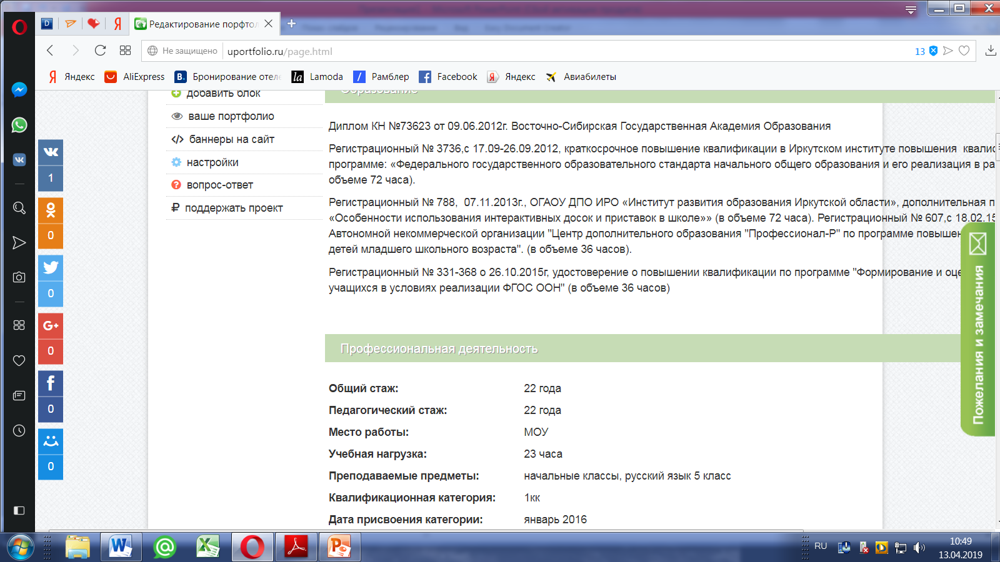 Редактирование порфтол
Не защищено
uportfolio.ru/page.html
13
Яндекс
AliExpress
Бронирование отеле
Lamoda
Рамблер
Facebook
Яндекс
Авиабилеты
добавить блок
ваше портфолио
баннеры на сайт
настройки
вопрос-ответ
поддержать проект
1
0
0
0
0
0
Образование
Диплом КН №73623 от 09.06.2012г. Восточно-Сибирская Государственная Академия Образования
Регистрационный № 3736,с 17.09-26.09.2012, краткосрочное повышение квалификации в Иркутском институте повышения квалис
программе: «Федерального государственного образовательного стандарта начального общего образования и его реализация в ра
объеме 72 часа).
Регистрационный № 788, 07.11.2013г., ОГАОУ ДПО ИРО «Институт развития образования Иркутской области», дополнительная п
«Особенности использования интерактивных досок и приставок в школе»» (в объеме 72 часа). Регистрационный № 607,с 18.02.15
Автономной некоммерческой организации "Центр дополнительного образования "Профессионал-Р" по программе повышен
детей младшего школьного возраста". (в объеме 36 часов).
Регистрационный № 331-368 о 26.10.2015г, удостоверение о повышении квалификации по программе "Формирование и оце
учащихся в условиях реализации ФГОС ООН" (в объеме 36 часов)
Профессиональная деятельность
Общий стаж: 22 года
Педагогический стаж: 22 года
Место работы: МОУ
Учебная нагрузка: 23 часа
Преподаваемые предметы: начальные классы, русский язык 5 класс
Квалификационная категория: 1кк
Дата присвоения категории: январь 2016
Пожелания и замечания
RU
10:49
13.04.2019